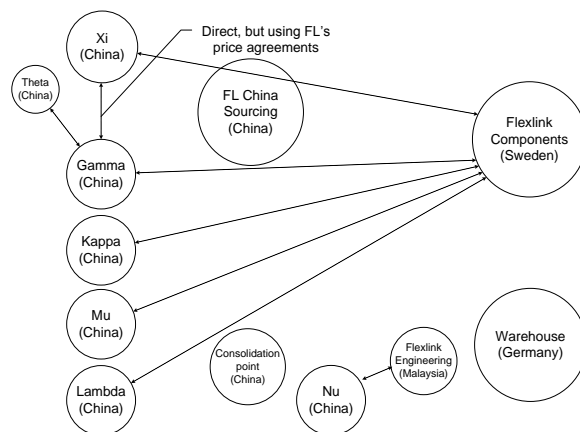 Xi
(China)
Direct, but using FL's
price agreements
Theta
(China)
FL China
Sourcing
(China)
Flexlink
Components
(Sweden)
Gamma
(China)
Kappa
(China)
Mu
(China)
Lambda
(China)
Consolidation
point
(China)
Nu
(China)
Flexlink
Engineering
(Malaysia)
Warehouse
(Germany)